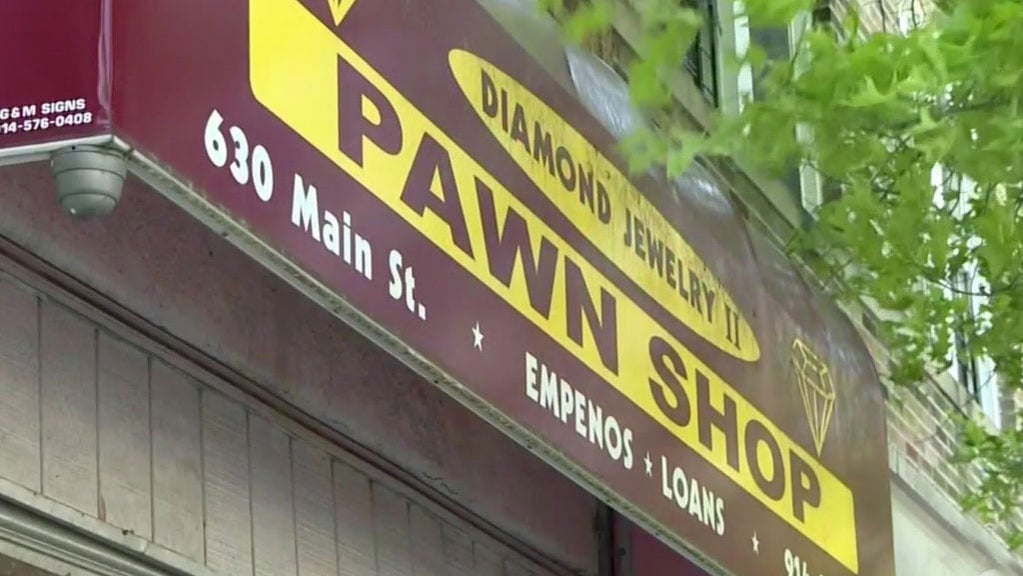 G & M SIGNS
914-576-0408
DIAMOND JEWELRY II
PAWN SHOP
630 Main St. ★ EMPENOS ★ LOANS ★